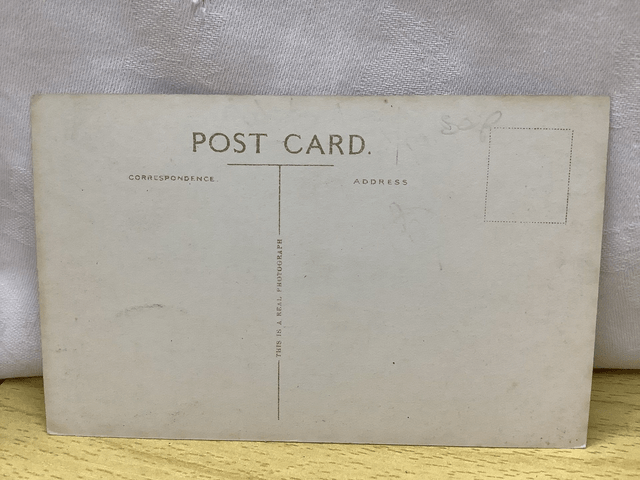 POST CARD.
CORRESPONDENCE.
ADDRESS
THIS IS A REAL PHOTOGRAPH